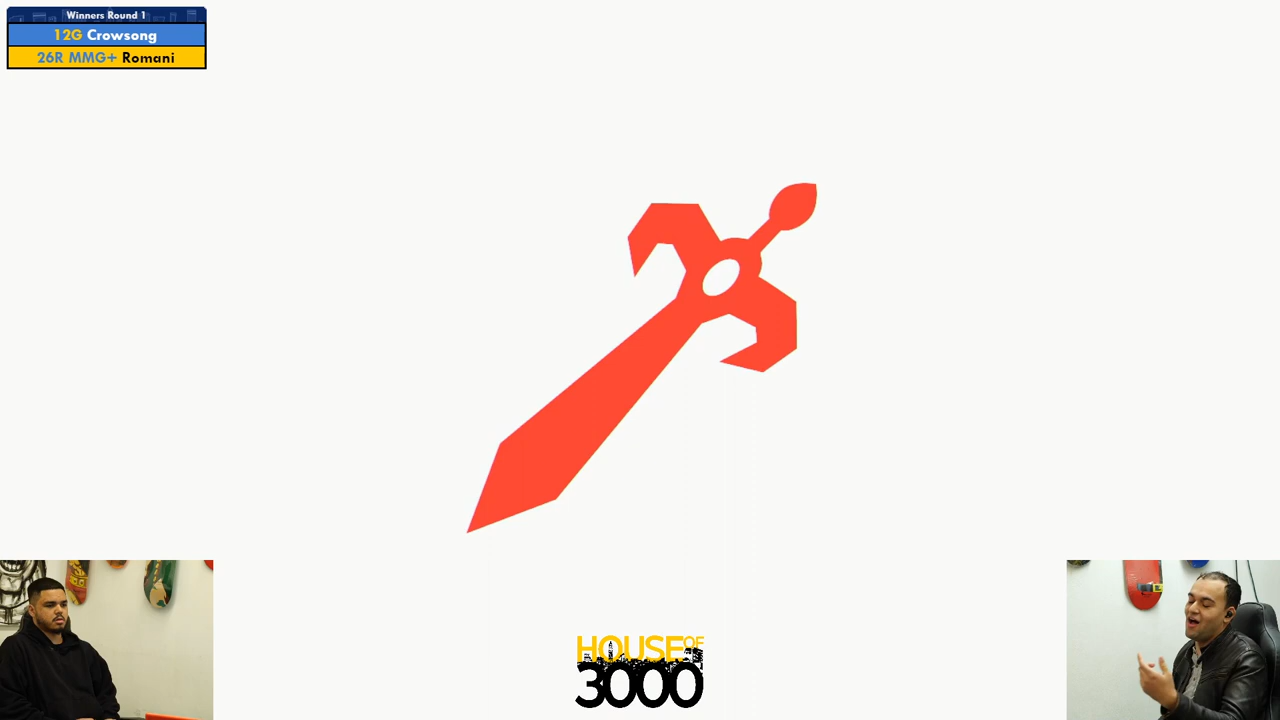 Winners Round 1
12G Crowsong
26R MMG+ Romani
HOUSE OF
3000